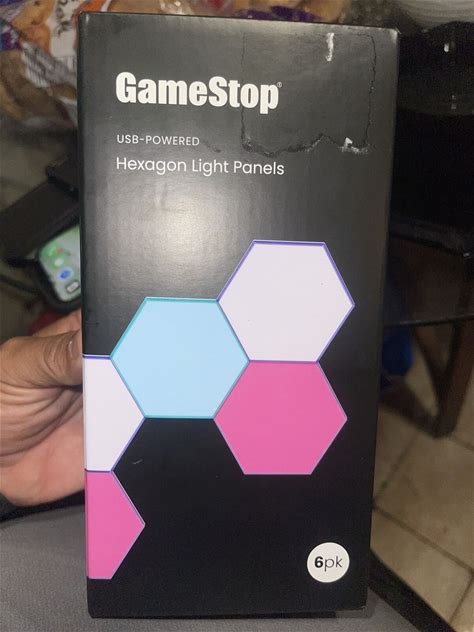 GameStop®
USB-POWERED
Hexagon Light Panels
6pk